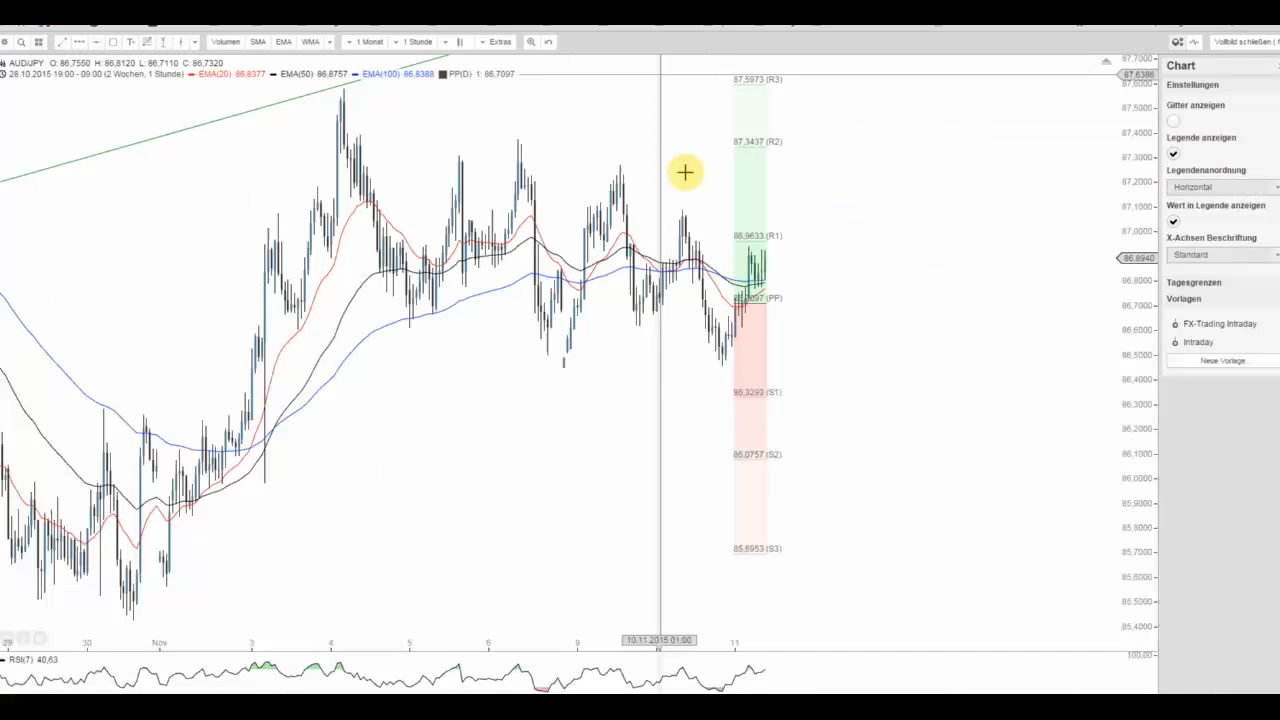 Volumen SMA EMA WMA 1 Monat 1 Stunde Extras Vollbild schließen (
AUD/JPY O: 86,7550 H: 86,8120 L: 86,7110 C: 86,7320
28.10.2015 19:00 - 09:00 (2 Wochen, 1 Stunde) EMA(20) 86,8377 EMA(50) 86,8757 EMA(100) 86,8388 PP(D) 1: 86,7097
87,5973 (R3)
87,3437 (R2)
86,9633 (R1)
(PP)
86,3293 (S1)
86,0757 (S2)
85,6953 (S3)
87,7000
87,6386
87,6000
87,5000
87,4000
87,3000
87,2000
87,1000
87,0000
86,8940
86,8000
86,7000
86,6000
86,5000
86,4000
86,3000
86,2000
86,1000
86,0000
85,9000
85,8000
85,7000
85,6000
85,5000
85,4000
29 30 Nov 3 4 5 6 9 10.11.2015 01:00 11
RSI(7) 40,63
100,00
Chart
Einstellungen
Gitter anzeigen
Legende anzeigen
Legendenanordnung
Horizontal
Wert in Legende anzeigen
X-Achsen Beschriftung
Standard
Tagesgrenzen
Vorlagen
FX-Trading Intraday
Intraday
Neue Vorlage...